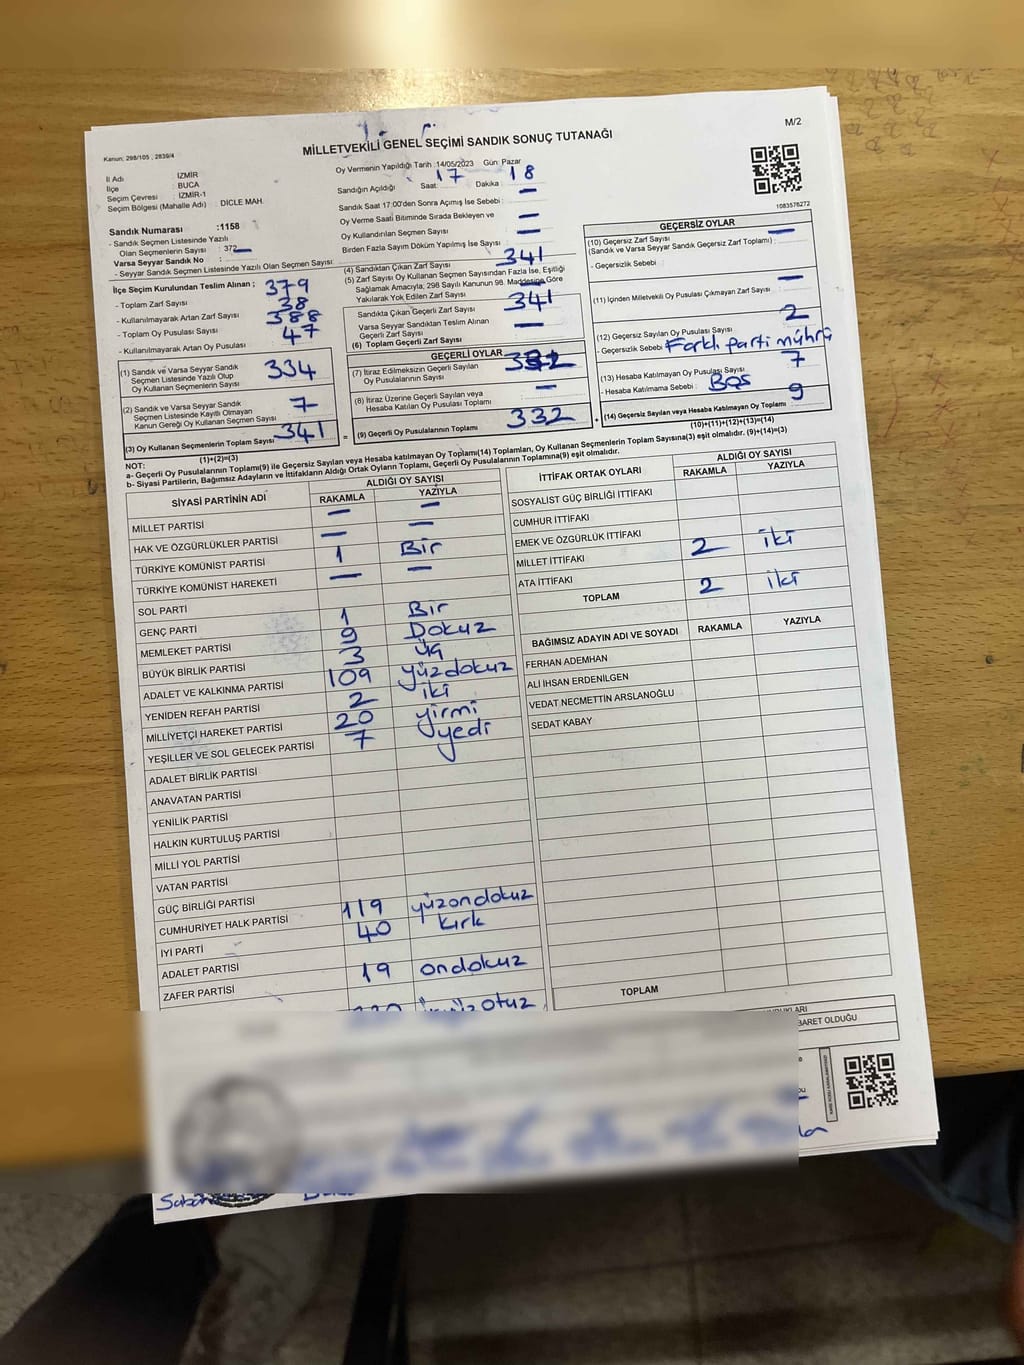 M/2
Kanun; 298/105 , 2839/4
MİLLETVEKİLİ GENEL SEÇİMİ SANDIK SONUÇ TUTANAĞI
İl Adı : İZMİR
İlçe : BUCA
Seçim Çevresi : İZMİR-1
Seçim Bölgesi (Mahalle Adı) : DİCLE MAH.
Sandık Numarası :1158
- Sandık Seçmen Listesinde Yazılı
Olan Seçmenlerin Sayısı : 372
Varsa Seyyar Sandık No : —
- Seyyar Sandık Seçmen Listesinde Yazılı Olan Seçmen Sayısı:
İlçe Seçim Kurulundan Teslim Alınan ;
- Toplam Zarf Sayısı 379
- Kullanılmayarak Artan Zarf Sayısı 38
- Toplam Oy Pusulası Sayısı 388
- Kullanılmayarak Artan Oy Pusulası 47
(1) Sandık ve Varsa Seyyar Sandık
Seçmen Listesinde Yazılı Olup
Oy Kullanan Seçmen Sayısı 334
(2) Sandık ve Varsa Seyyar Sandık
Seçmen Listesinde Kayıtlı Olmayan
Kanun Gereği Oy Kullanan Seçmen Sayısı 7
(3) Oy Kullanan Seçmenlerin Toplam Sayısı 341
(1)+(2)=(3)
Oy Vermenin Yapıldığı Tarih :14/05/2023 Gün: Pazar
Sandığın Açıldığı Saat: 17 Dakika 18
Sandık Saat 17:00'den Sonra Açımış İse Sebebi : —
Oy Verme Saati Bitiminde Sırada Bekleyen ve
Oy Kullandırılan Seçmen Sayısı : —
Birden Fazla Sayım Döküm Yapılmış İse Sayısı : —
(4) Sandıktan Çıkan Zarf Sayısı 341
(5) Zarf Sayısı Oy Kullanan Seçmen Sayısından Fazla İse, Eşitliği
Sağlamak Amacıyla, 298 Sayılı Kanunun 98. Maddesine Göre
Yakılarak Yok Edilen Zarf Sayısı —
Sandıkta Çıkan Geçerli Zarf Sayısı 341
Varsa Seyyar Sandıktan Teslim Alınan
Geçerli Zarf Sayısı —
(6) Toplam Geçerli Zarf Sayısı
GEÇERLİ OYLAR
(7) İtiraz Edilmeksizin Geçerli Sayılan
Oy Pusulalarının Sayısı 332
(8) İtiraz Üzerine Geçerli Sayılan veya
Hesaba Katılan Oy Pusulası Toplamı —
= (9) Geçerli Oy Pusulalarının Toplamı 332
1083576272
GEÇERSİZ OYLAR
(10) Geçersiz Zarf Sayısı
(Sandık ve Varsa Seyyar Sandık Geçersiz Zarf Toplamı) : —
- Geçersizlik Sebebi
(11) İçinden Milletvekili Oy Pusulası Çıkmayan Zarf Sayısı : —
(12) Geçersiz Sayılan Oy Pusulası Sayısı 2
- Geçersizlik Sebebi Farklı parti mührü
(13) Hesaba Katılmayan Oy Pusulası Sayısı 7
- Hesaba Katılmama Sebebi : Boş
+ (14) Geçersiz Sayılan veya Hesaba Katılmayan Oy Toplamı 9
(10)+(11)+(12)+(13)=(14)
NOT:
a- Geçerli Oy Pusulalarının Toplamı(9) ile Geçersiz Sayılan veya Hesaba katılmayan Oy Toplamı(14) Toplamları, Oy Kullanan Seçmenlerin Toplam Sayısına(3) eşit olmalıdır. (9)+(14)=(3)
b- Siyasi Partilerin, Bağımsız Adayların ve İttifakların Aldığı Ortak Oyların Toplamı, Geçerli Oy Pusulalarının Toplamına(9) eşit olmalıdır.
SİYASİ PARTİNİN ADI ALDIĞI OY SAYISI
RAKAMLA YAZIYLA
MİLLET PARTİSİ — —
HAK VE ÖZGÜRLÜKLER PARTİSİ — —
TÜRKİYE KOMÜNİST PARTİSİ 1 Bir
TÜRKİYE KOMÜNİST HAREKETİ — —
SOL PARTİ
GENÇ PARTİ 1 Bir
MEMLEKET PARTİSİ 9 Dokuz
BÜYÜK BİRLİK PARTİSİ 3 üç
ADALET VE KALKINMA PARTİSİ 109 yüzdokuz
YENİDEN REFAH PARTİSİ 2 iki
MİLLİYETÇİ HAREKET PARTİSİ 20 yirmi
YEŞİLLER VE SOL GELECEK PARTİSİ 7 yedi
ADALET BİRLİK PARTİSİ
ANAVATAN PARTİSİ
YENİLİK PARTİSİ
HALKIN KURTULUŞ PARTİSİ
MİLLİ YOL PARTİSİ
VATAN PARTİSİ
GÜÇ BİRLİĞİ PARTİSİ
CUMHURİYET HALK PARTİSİ 119 yüzondokuz
İYİ PARTİ 40 kırk
ADALET PARTİSİ
ZAFER PARTİSİ 19 ondokuz
İTTİFAK ORTAK OYLARI ALDIĞI OY SAYISI
RAKAMLA YAZIYLA
SOSYALIST GÜÇ BİRLİĞİ İTTİFAKI
CUMHUR İTTİFAKI
EMEK VE ÖZGÜRLÜK İTTİFAKI
MİLLET İTTİFAKI 2 iki
ATA İTTİFAKI
TOPLAM 2 iki
BAĞIMSIZ ADAYIN ADI VE SOYADI RAKAMLA YAZIYLA
FERHAN ADEMHAN
ALİ İHSAN ERDENİLGEN
VEDAT NECMETTİN ARSLANOĞLU
SEDAT KABAY
TOPLAM
BARET OLDUĞU